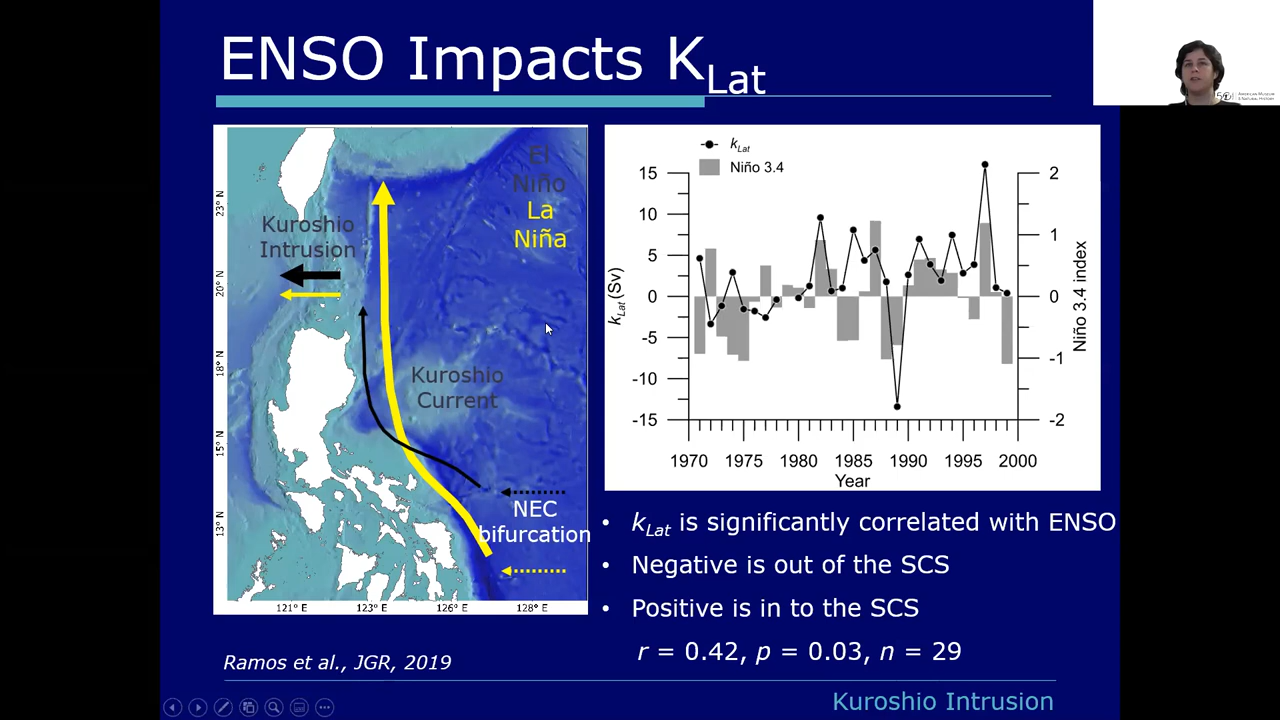 ENSO Impacts KLat
El
Niño
La
Niña
Kuroshio
Intrusion
Kuroshio
Current
NEC
bifurcation
23° N
20° N
18° N
15° N
13° N
121° E
123° E
126° E
128° E
kLat
Niño 3.4
15
10
5
0
-5
-10
-15
kLat (Sv)
2
1
0
-1
-2
Niño 3.4 index
1970 1975 1980 1985 1990 1995 2000
Year
• kLat is significantly correlated with ENSO
• Negative is out of the SCS
• Positive is in to the SCS
r = 0.42, p = 0.03, n = 29
Ramos et al., JGR, 2019
Kuroshio Intrusion